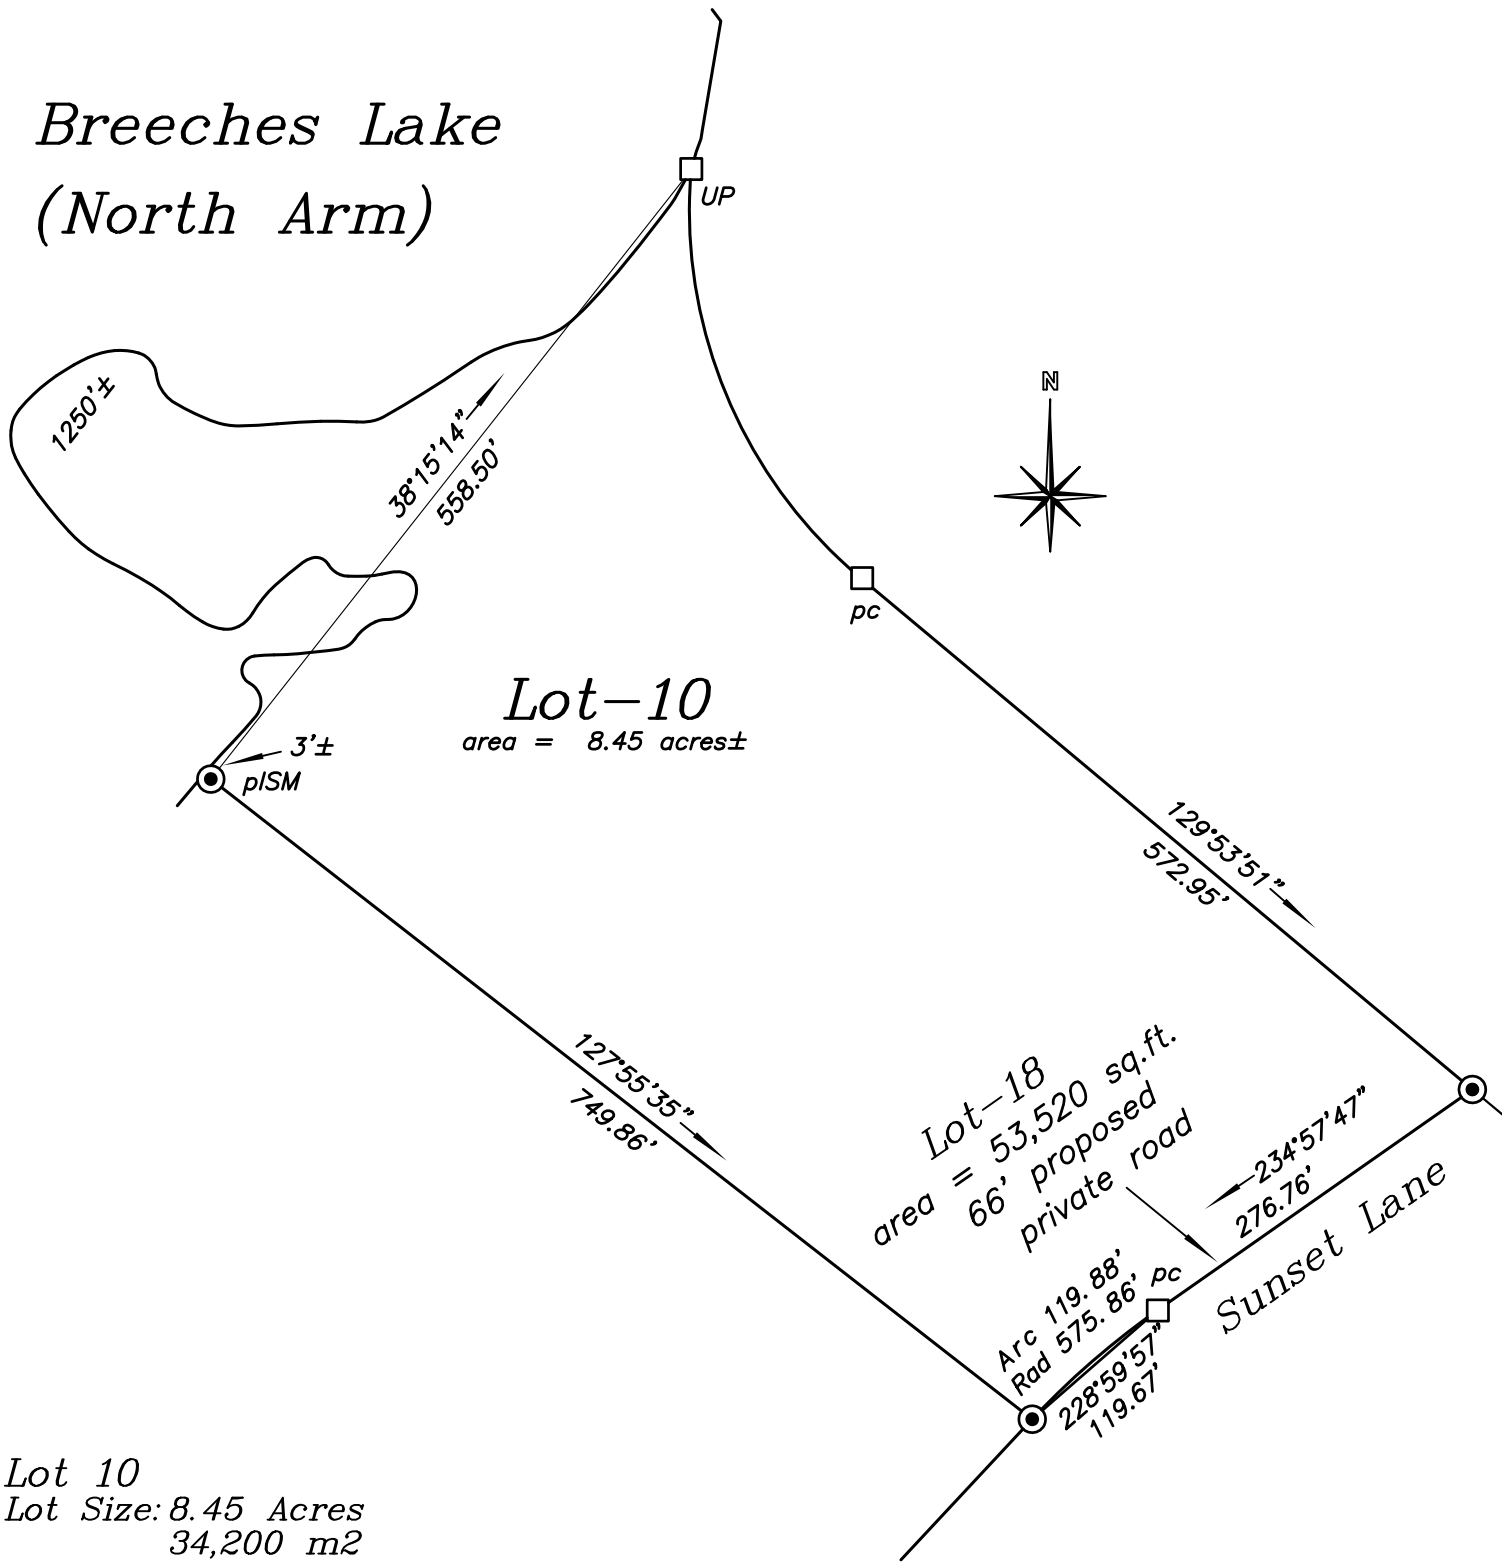 Breeches Lake
(North Arm)
UP
1250'±
N
38°15'14"
558.50'
pc
Lot-10
area = 8.45 acres±
3'±
plSM
129°53'51"
572.95'
127°55'35"
749.86'
Lot-18
area = 53,520 sq.ft.
66' proposed
private road
234°57'47"
276.76'
Sunset Lane
pc
Arc 119.88'
Rad 575.86'
228°59'57"
119.67'
Lot 10
Lot Size: 8.45 Acres
34,200 m2